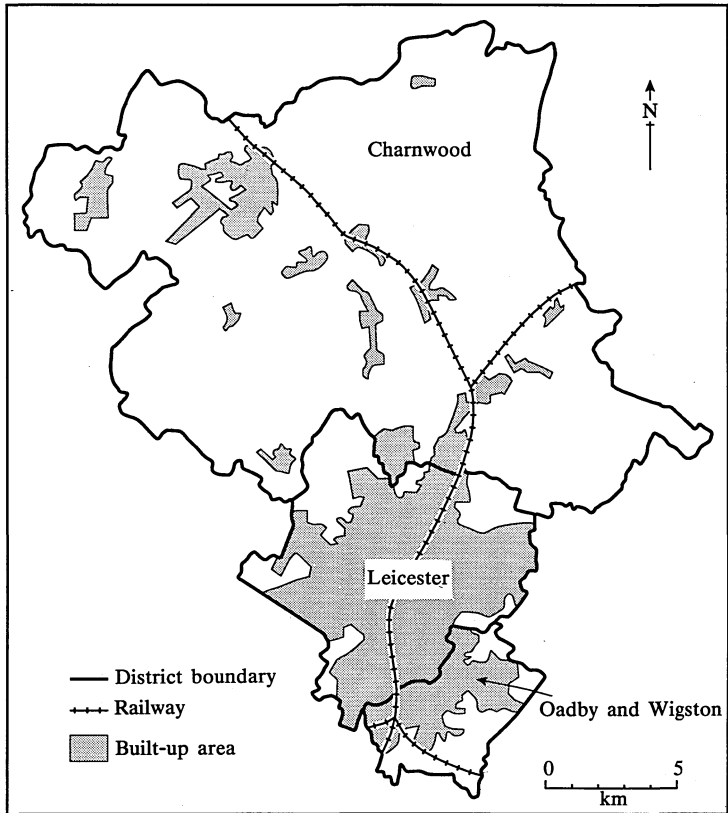 N
Charnwood
Leicester
District boundary
Railway
Built-up area
Oadby and Wigston
0 5
km